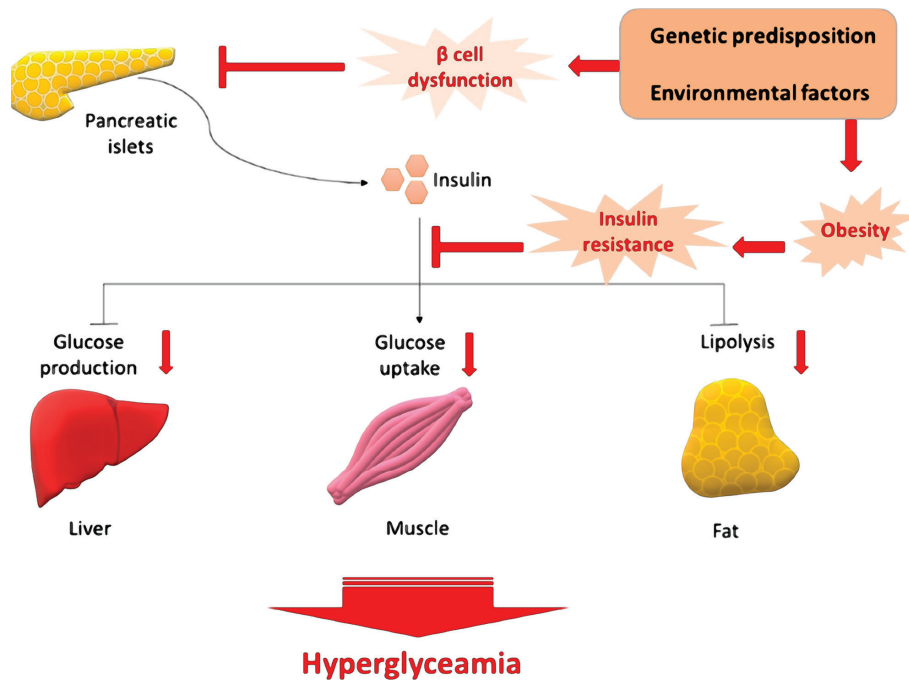 Genetic predisposition
Environmental factors
β cell
dysfunction
Pancreatic
islets
Insulin
Insulin
resistance
Obesity
Glucose
production
Glucose
uptake
Lipolysis
Liver
Muscle
Fat
Hyperglyceamia